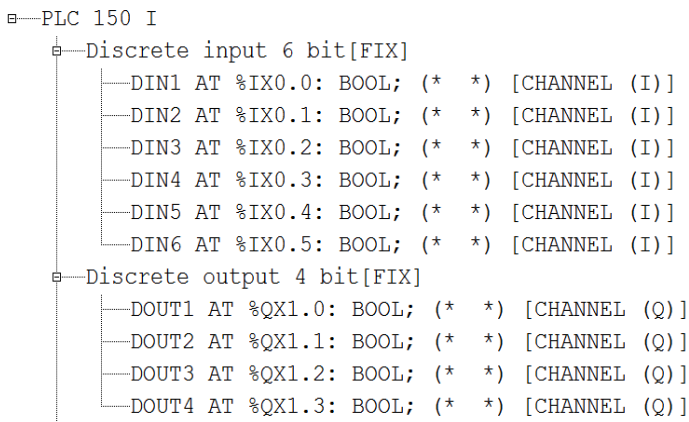 PLC 150 I
Discrete input 6 bit[FIX]
DIN1 AT %IX0.0: BOOL; (*  *) [CHANNEL (I)]
DIN2 AT %IX0.1: BOOL; (*  *) [CHANNEL (I)]
DIN3 AT %IX0.2: BOOL; (*  *) [CHANNEL (I)]
DIN4 AT %IX0.3: BOOL; (*  *) [CHANNEL (I)]
DIN5 AT %IX0.4: BOOL; (*  *) [CHANNEL (I)]
DIN6 AT %IX0.5: BOOL; (*  *) [CHANNEL (I)]
Discrete output 4 bit[FIX]
DOUT1 AT %QX1.0: BOOL; (*  *) [CHANNEL (Q)]
DOUT2 AT %QX1.1: BOOL; (*  *) [CHANNEL (Q)]
DOUT3 AT %QX1.2: BOOL; (*  *) [CHANNEL (Q)]
DOUT4 AT %QX1.3: BOOL; (*  *) [CHANNEL (Q)]